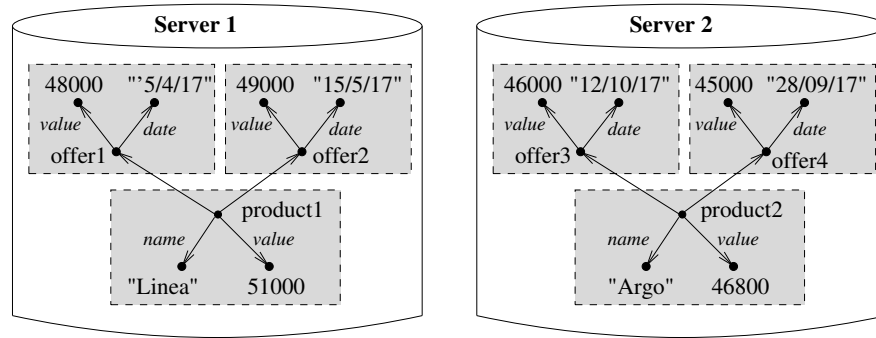 Server 1
48000 "'5/4/17"
value date
offer1
49000 "15/5/17"
value date
offer2
product1
name value
"Linea" 51000
Server 2
46000 "12/10/17"
value date
offer3
45000 "28/09/17"
value date
offer4
product2
name value
"Argo" 46800